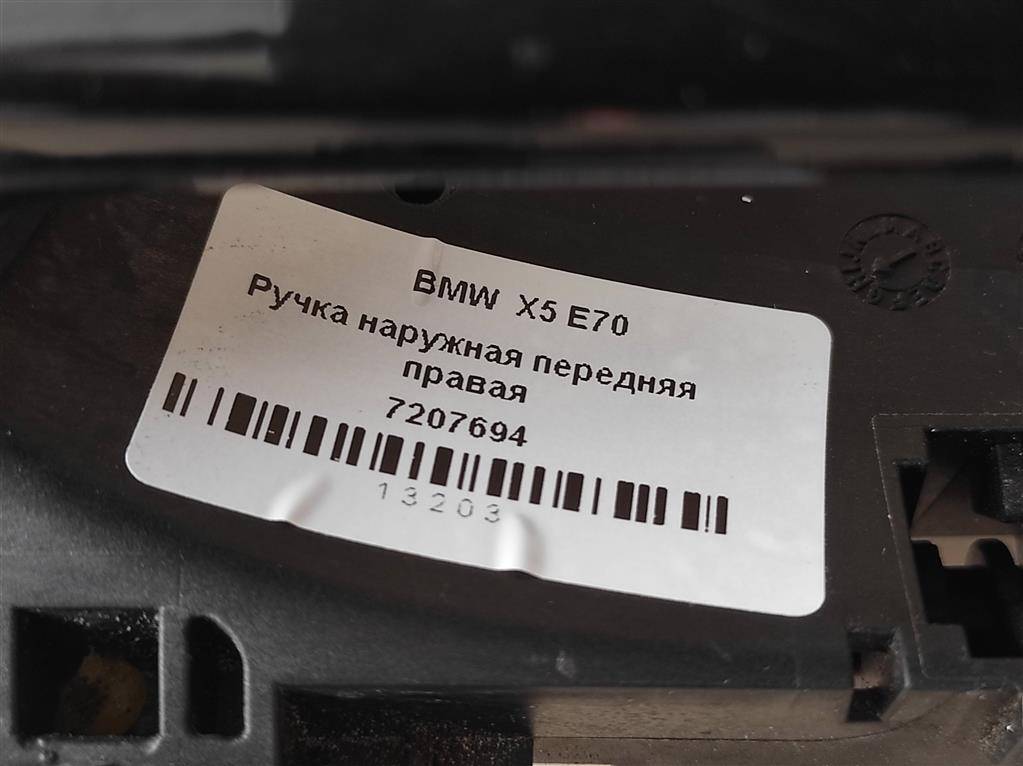 BMW X5 E70
Ручка наружная передняя
правая
7207694
13203